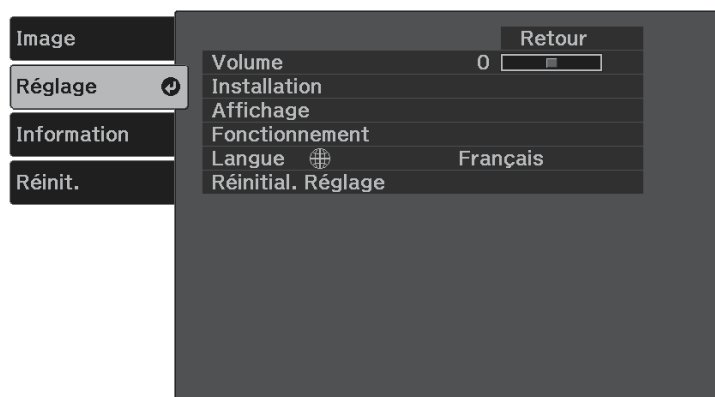 Image
Réglage
Information
Réinit.
Retour
Volume 0
Installation
Affichage
Fonctionnement
Langue Français
Réinitial. Réglage